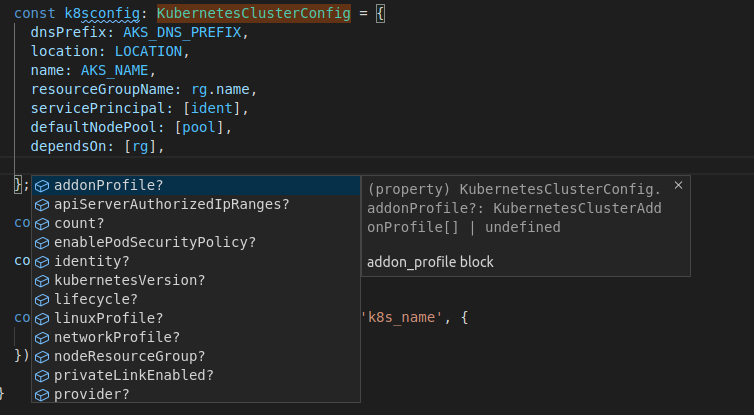 const k8sconfig: KubernetesClusterConfig = {
dnsPrefix: AKS_DNS_PREFIX,
location: LOCATION,
name: AKS_NAME,
resourceGroupName: rg.name,
servicePrincipal: [ident],
defaultNodePool: [pool],
dependsOn: [rg],
};
addonProfile?
apiServerAuthorizedIpRanges?
count?
enablePodSecurityPolicy?
identity?
kubernetesVersion?
lifecycle?
linuxProfile?
networkProfile?
nodeResourceGroup?
privateLinkEnabled?
provider?
(property) KubernetesClusterConfig.
addonProfile?: KubernetesClusterAdd
onProfile[] | undefined
addon_profile block
co
co
co
'k8s_name', {
})
}